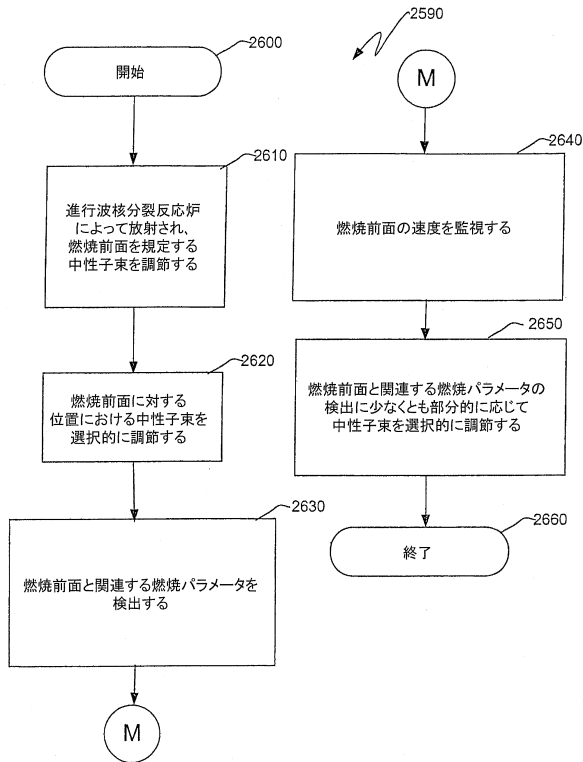 2600
開始
2610
進行波核分裂反応炉
によって放射され、
燃焼前面を規定する
中性子束を調節する
2620
燃焼前面に対する
位置における中性子束を
選択的に調節する
2630
燃焼前面と関連する燃焼パラメータを
検出する
M
2590
M
2640
燃焼前面の速度を監視する
2650
燃焼前面と関連する燃焼パラメータの
検出に少なくとも部分的に応じて
中性子束を選択的に調節する
2660
終了